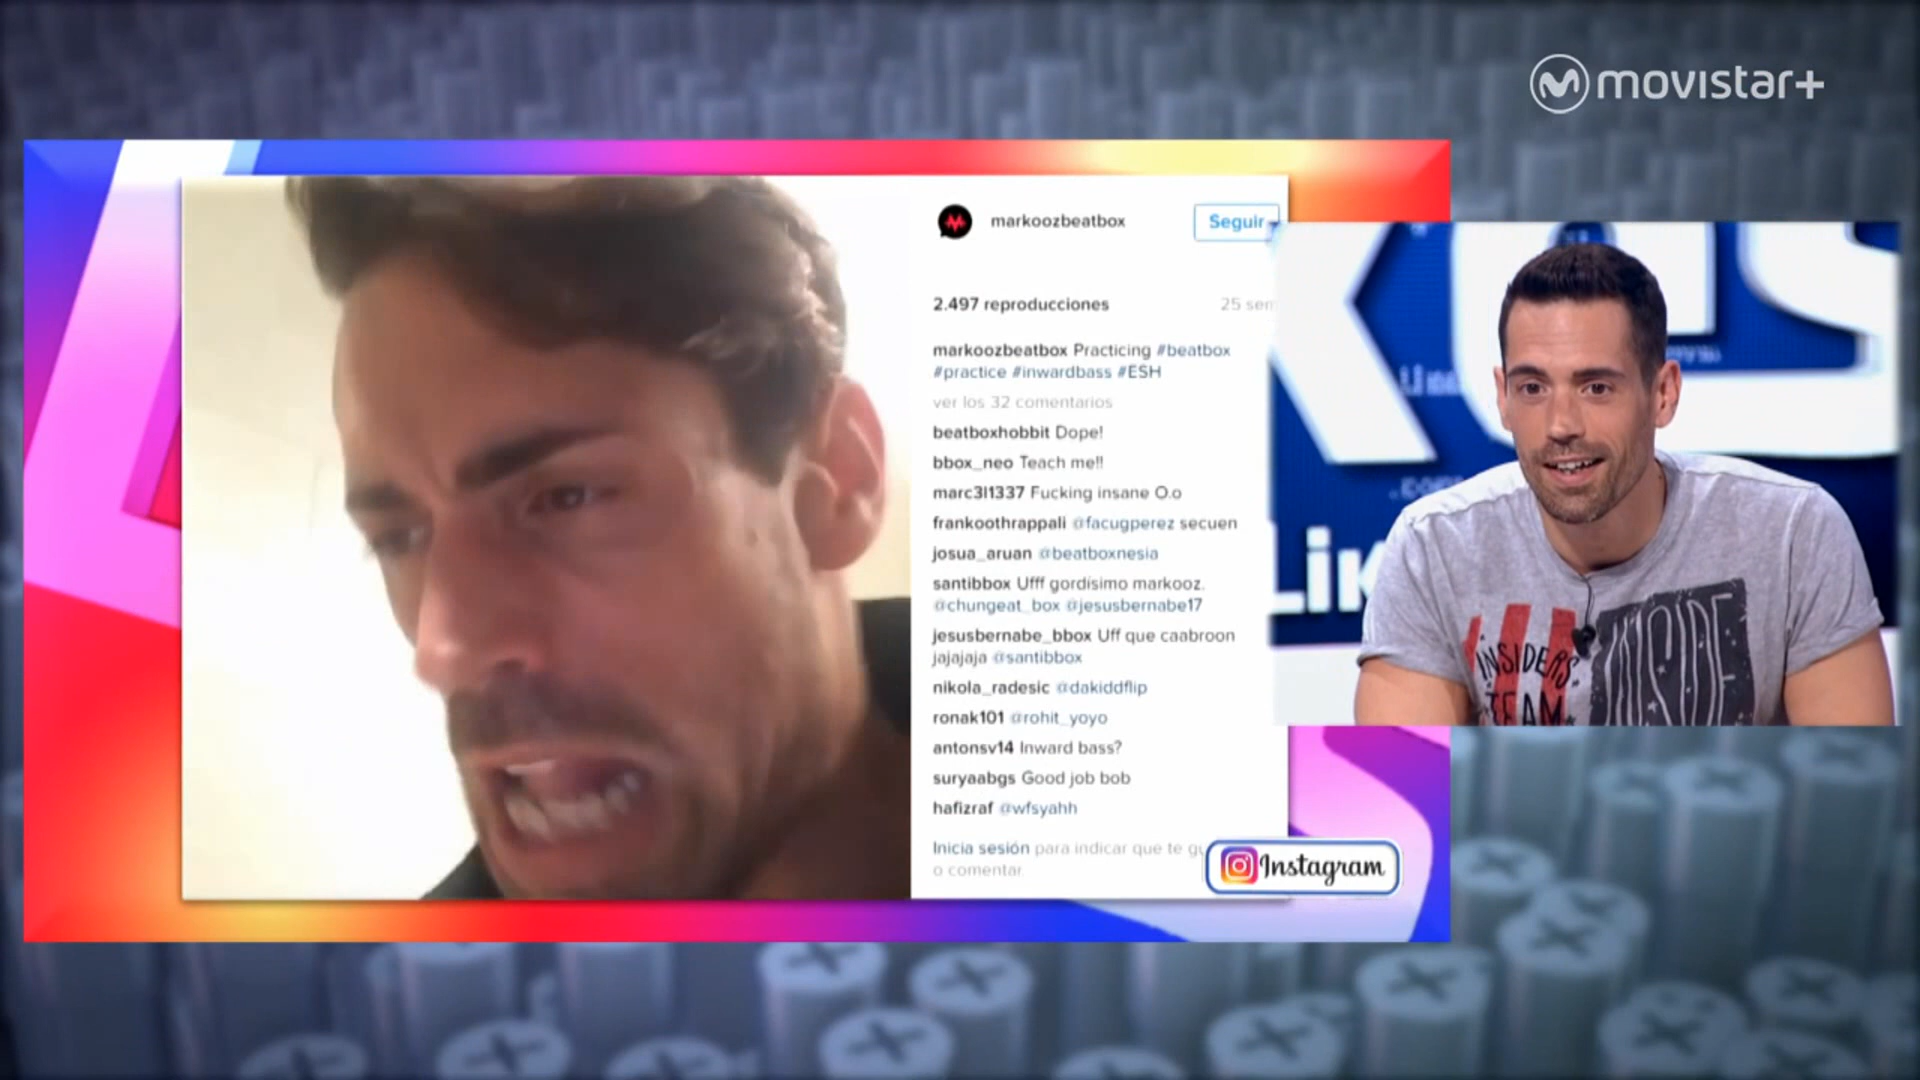 movistar+
markoozbeatbox
Seguir
2.497 reproducciones
25 sem
markoozbeatbox Practicing #beatbox
#practice #inwardbass #ESH
ver los 32 comentarios
beatboxhobbit Dope!
bbox_neo Teach me!!
marc3l1337 Fucking insane O.o
frankoothrappali @facugperez secuen
josua_aruan @beatboxnesia
santibbox Ufff gordísimo markooz.
@chungeat_box @jesusbernabe17
jesusbernabe_bbox Uff que caabroon
jajajaja @santibbox
nikola_radesic @dakiddflip
ronak101 @rohit_yoyo
antonsv14 Inward bass?
suryaabgs Good job bob
hafizraf @wfsyahh
Inicia sesión para indicar que te gu
o comentar.
Instagram
INSIDERS
TEAM
INSIDE